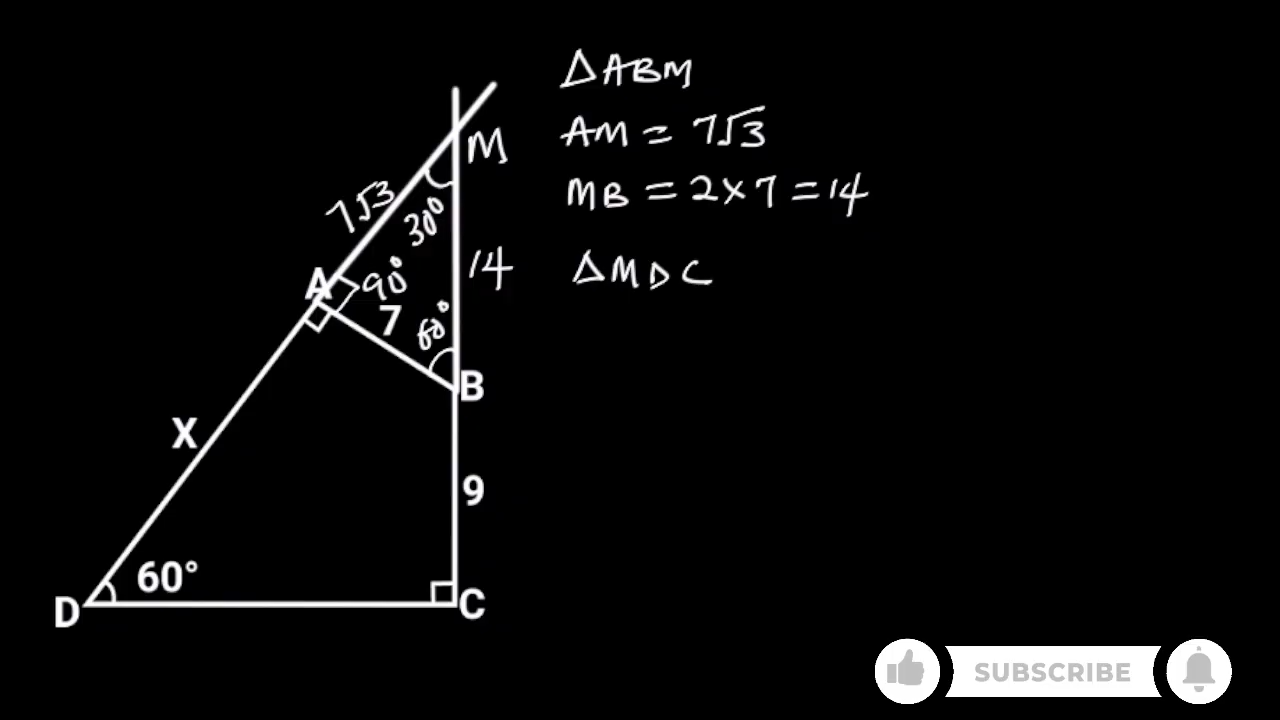 ΔABM
AM = 7√3
MB = 2×7 = 14
ΔMDC
M
7√3
30°
A
90°
14
7
60°
B
X
9
60°
D
C
SUBSCRIBE